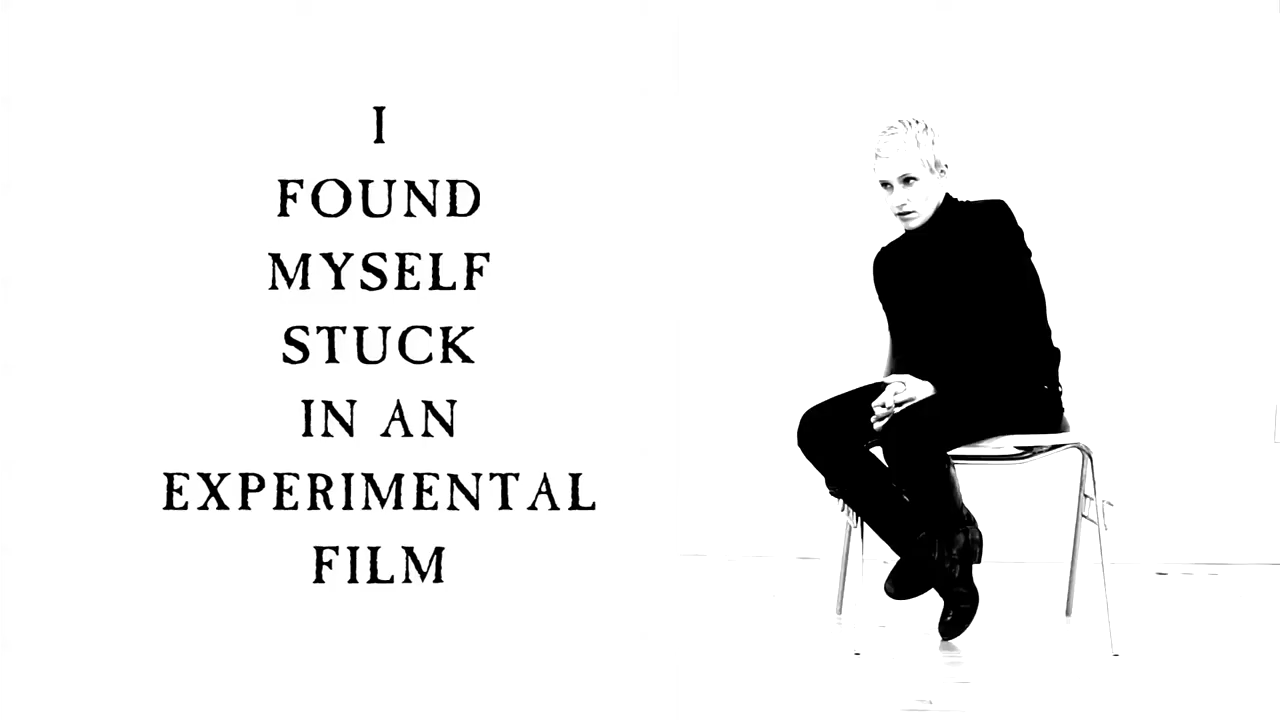 I
FOUND
MYSELF
STUCK
IN AN
EXPERIMENTAL
FILM